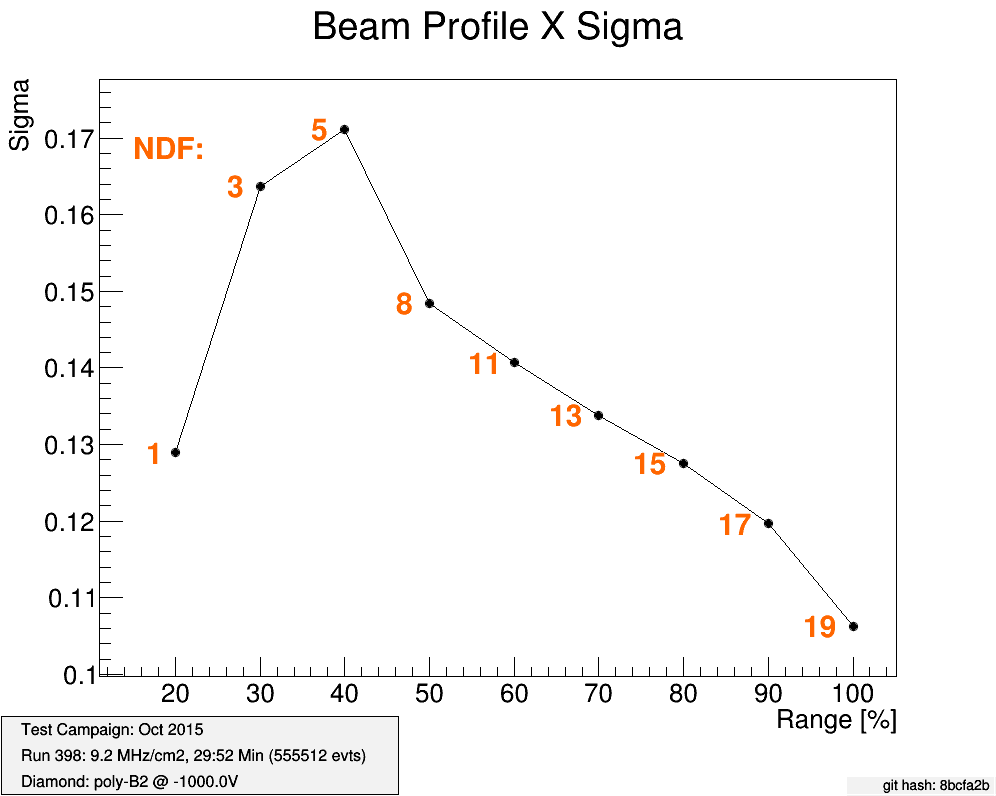 Beam Profile X Sigma
Sigma
0.17
0.16
0.15
0.14
0.13
0.12
0.11
0.1
NDF:
1
3
5
8
11
13
15
17
19
20 30 40 50 60 70 80 90 100
Range [%]
Test Campaign: Oct 2015
Run 398: 9.2 MHz/cm2, 29:52 Min (555512 evts)
Diamond: poly-B2 @ -1000.0V
git hash: 8bcfa2b